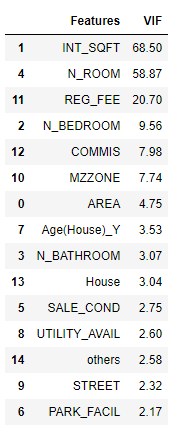 Features VIF
1 INT_SQFT 68.50
4 N_ROOM 58.87
11 REG_FEE 20.70
2 N_BEDROOM 9.56
12 COMMIS 7.98
10 MZZONE 7.74
0 AREA 4.75
7 Age(House)_Y 3.53
3 N_BATHROOM 3.07
13 House 3.04
5 SALE_COND 2.75
8 UTILITY_AVAIL 2.60
14 others 2.58
9 STREET 2.32
6 PARK_FACIL 2.17